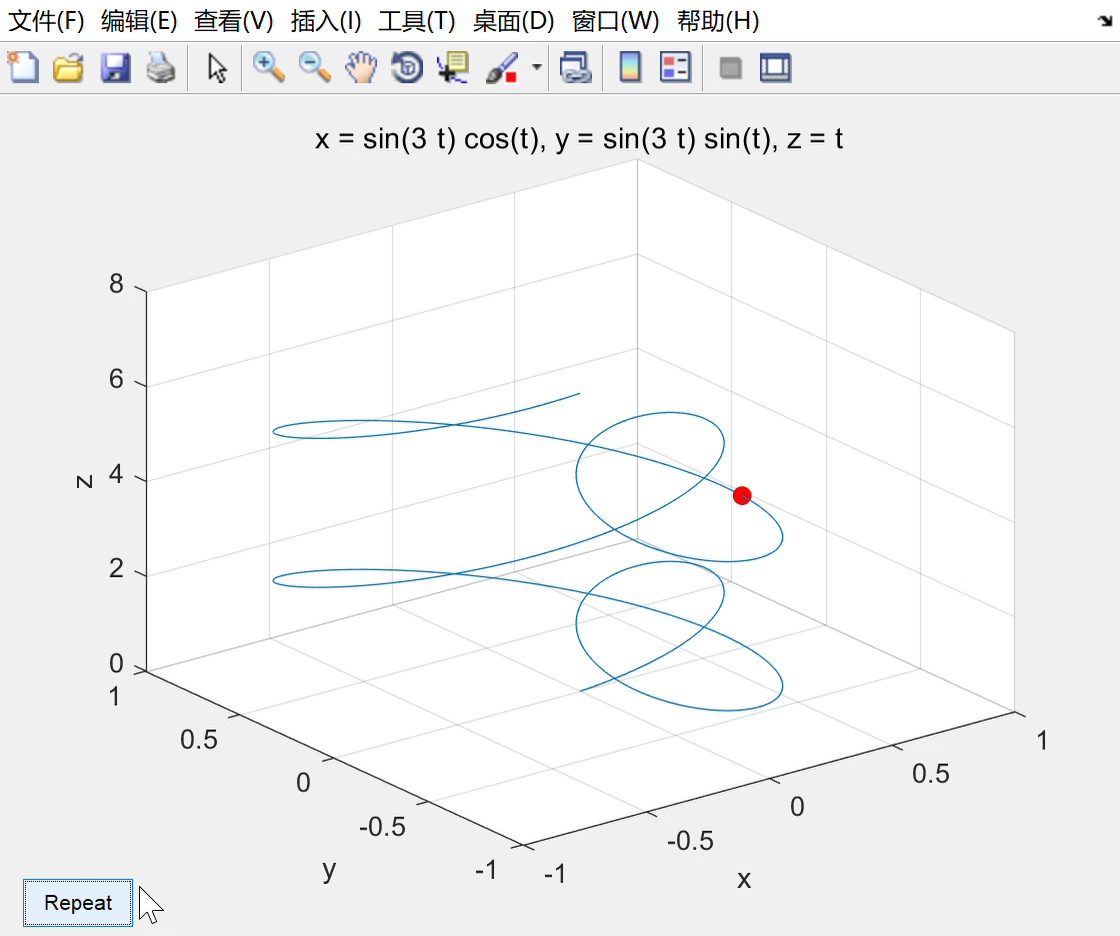 文件(F) 编辑(E) 查看(V) 插入(I) 工具(T) 桌面(D) 窗口(W) 帮助(H)
x = sin(3 t) cos(t), y = sin(3 t) sin(t), z = t
8
6
z
4
2
0
1
0.5
0
-0.5
-1
y
-1
-0.5
0
0.5
1
x
Repeat